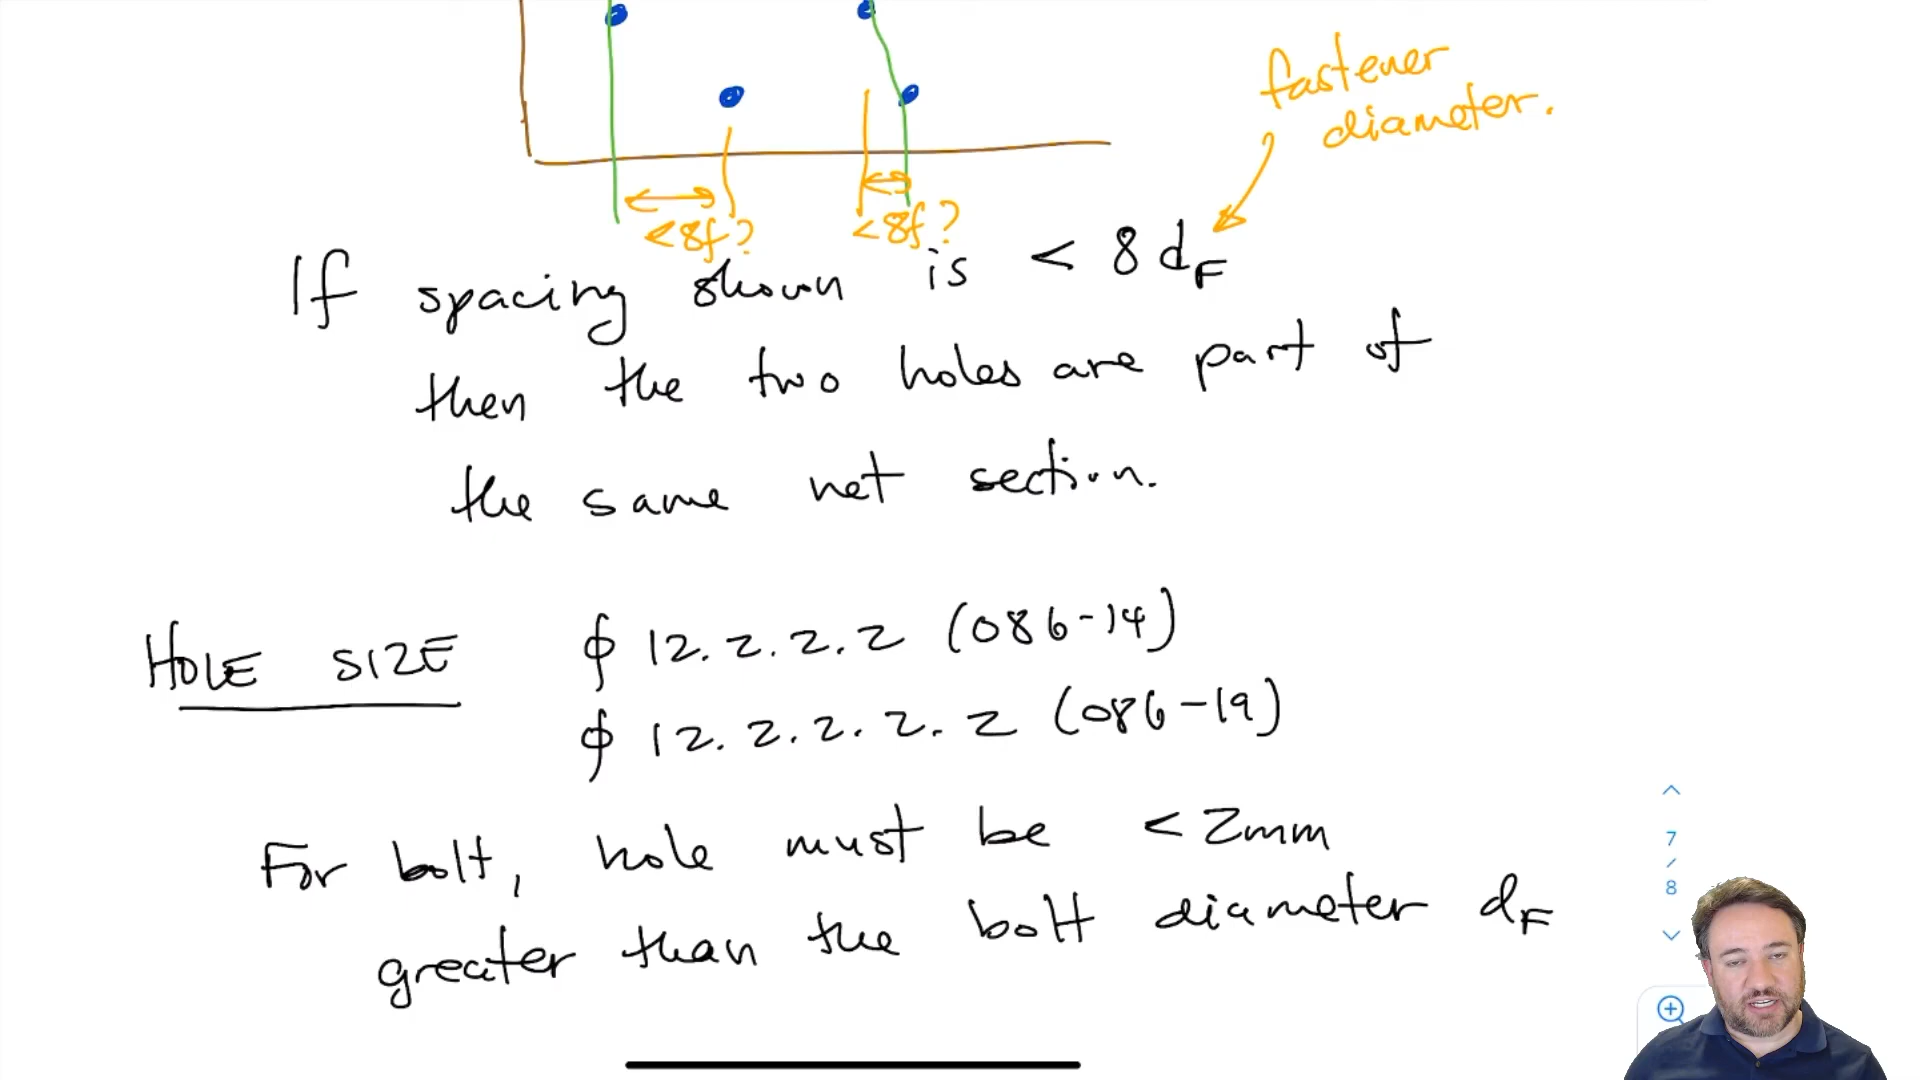 fastener
diameter.
<8f?
<8f?
If spacing shown is < 8 dF
then the two holes are part of
the same net section.
HOLE SIZE
∮ 12.2.2.2 (086-14)
∮ 12.2.2.2.2 (086-19)
For bolt, hole must be < 2mm
greater than the bolt diameter dF
7
/
8